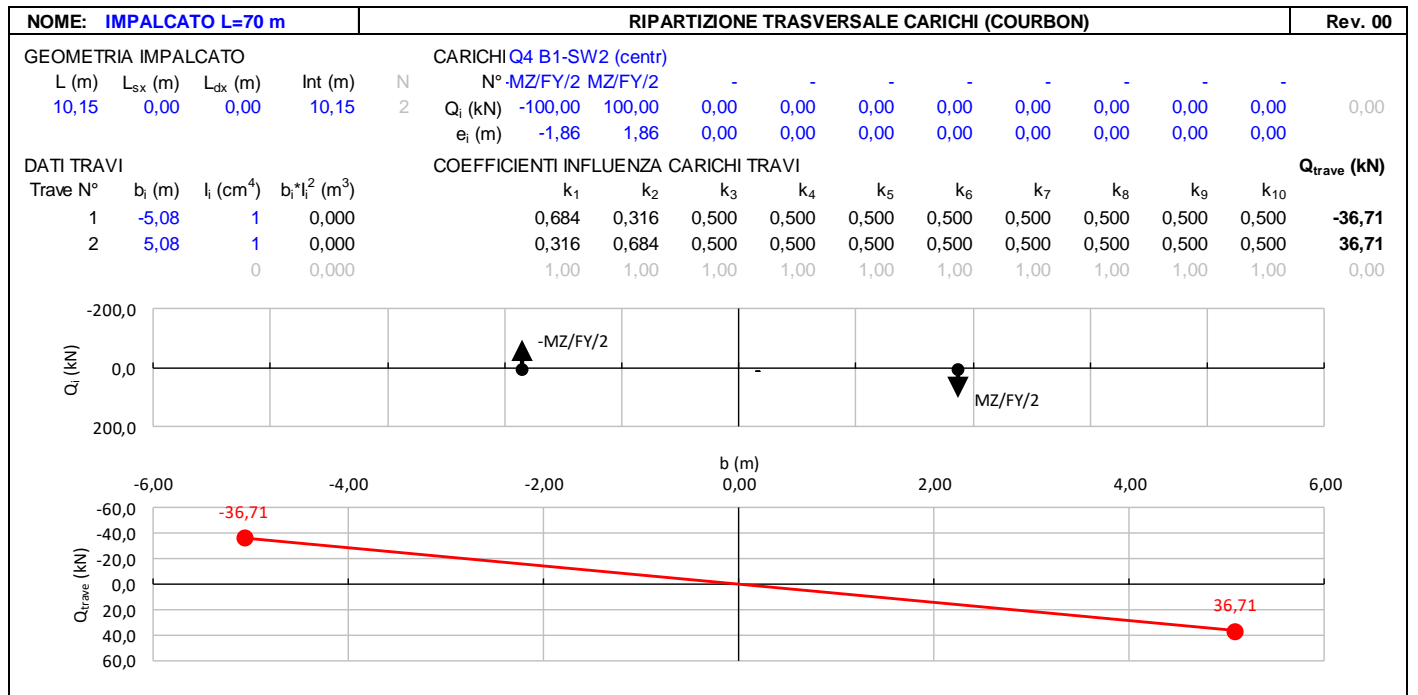 NOME: IMPALCATO L=70 m RIPARTIZIONE TRASVERSALE CARICHI (COURBON) Rev. 00
GEOMETRIA IMPALCATO CARICHI Q4 B1-SW2 (centr)
L (m) Lsx (m) Ldx (m) Int (m) N N° -MZ/FY/2 MZ/FY/2 - - - - - - - -
10,15 0,00 0,00 10,15 2 Qi (kN) -100,00 100,00 0,00 0,00 0,00 0,00 0,00 0,00 0,00 0,00 0,00
ei (m) -1,86 1,86 0,00 0,00 0,00 0,00 0,00 0,00 0,00 0,00
DATI TRAVI COEFFICIENTI INFLUENZA CARICHI TRAVI Qtrave (kN)
Trave N° bi (m) Ii (cm4) bi*Ii2 (m3) k1 k2 k3 k4 k5 k6 k7 k8 k9 k10
1 -5,08 1 0,000 0,684 0,316 0,500 0,500 0,500 0,500 0,500 0,500 0,500 0,500 -36,71
2 5,08 1 0,000 0,316 0,684 0,500 0,500 0,500 0,500 0,500 0,500 0,500 0,500 36,71
0 0,000 1,00 1,00 1,00 1,00 1,00 1,00 1,00 1,00 1,00 1,00 0,00
-200,0
-MZ/FY/2
Qi (kN)
0,0
-
MZ/FY/2
200,0
b (m)
-6,00 -4,00 -2,00 0,00 2,00 4,00 6,00
-60,0
-36,71
-40,0
-20,0
Qtrave (kN)
0,0
20,0
36,71
40,0
60,0